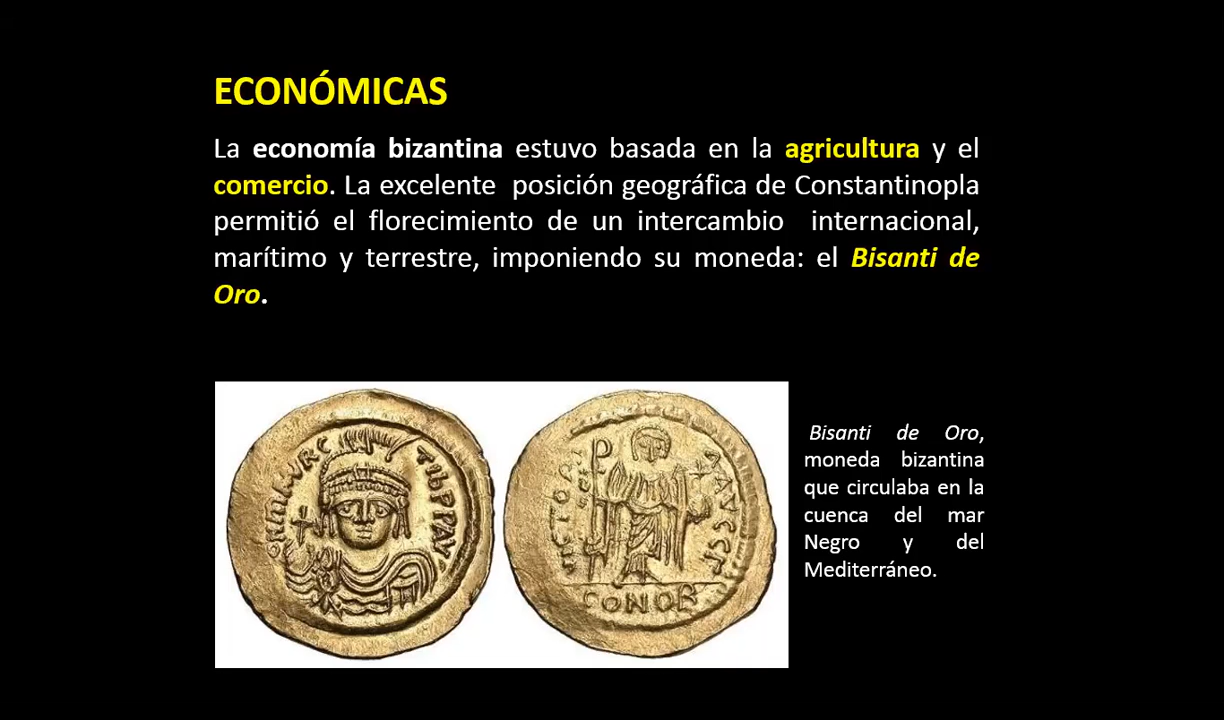 ECONÓMICAS
La economía bizantina estuvo basada en la agricultura y el
comercio. La excelente posición geográfica de Constantinopla
permitió el florecimiento de un intercambio internacional,
marítimo y terrestre, imponiendo su moneda: el Bisanti de
Oro.
Bisanti de Oro,
moneda bizantina
que circulaba en la
cuenca del mar
Negro y del
Mediterráneo.
TIbPPAV
CONOB